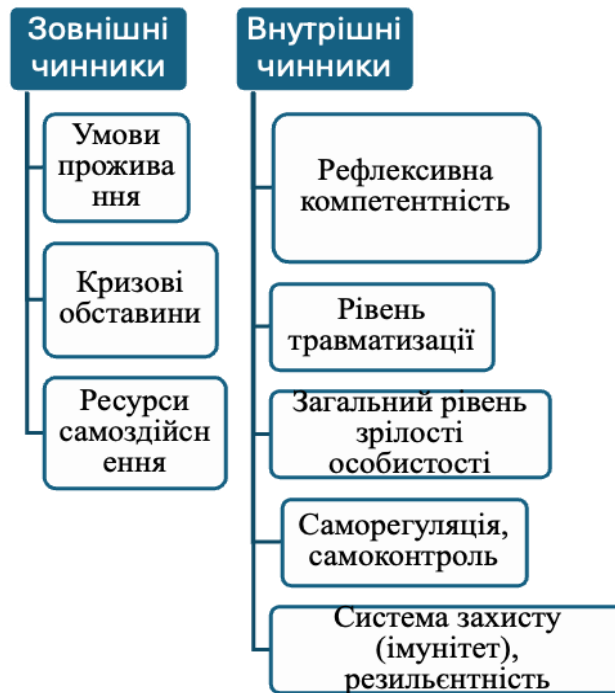 Зовнішні
чинники
Умови
прожива
ння
Кризові
обставини
Ресурси
самоздійсн
ення
Внутрішні
чинники
Рефлексивна
компетентність
Рівень
травматизації
Загальний рівень
зрілості
особистості
Саморегуляція,
самоконтроль
Система захисту
(імунітет),
резильєнтність